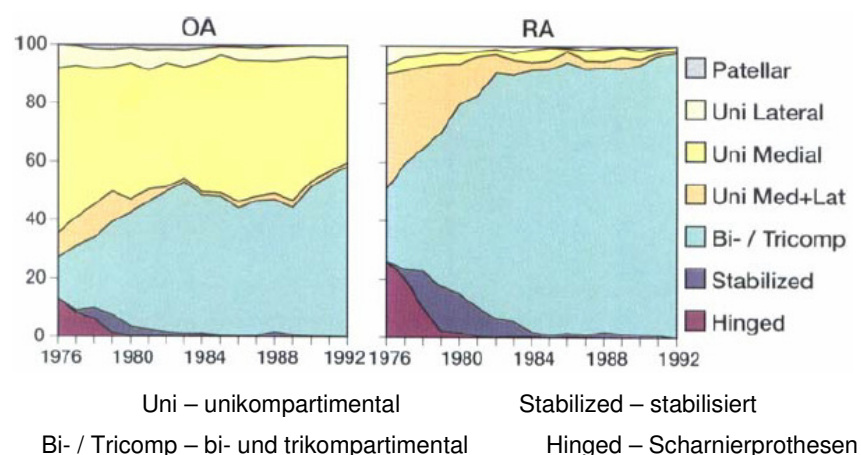 OA RA
100
80
60
40
20
0
1976 1980 1984 1988 1992 1976 1980 1984 1988 1992
Patellar
Uni Lateral
Uni Medial
Uni Med+Lat
Bi- / Tricomp
Stabilized
Hinged
Uni – unikompartimental Stabilized – stabilisiert
Bi- / Tricomp – bi- und trikompartimental Hinged – Scharnierprothesen